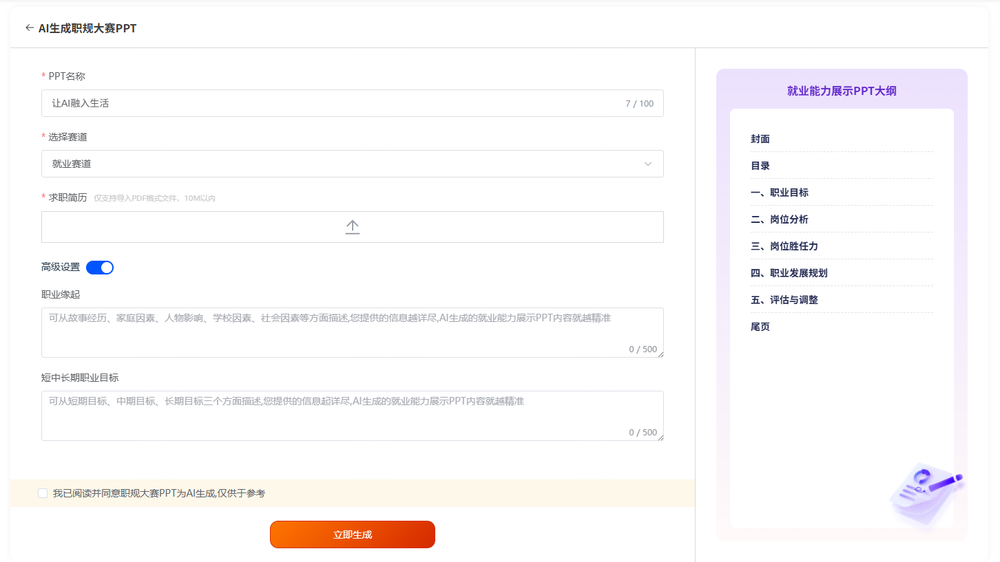 AI生成职规大赛PPT
* PPT名称
让AI融入生活
7 / 100
* 选择赛道
就业赛道
* 求职简历 仅支持导入PDF格式文件，10M以内
高级设置
职业缘起
可从故事经历、家庭因素、人物影响、学校因素、社会因素等方面描述,您提供的信息越详尽,AI生成的就业能力展示PPT内容就越精准
0 / 500
短中长期职业目标
可从短期目标、中期目标、长期目标三个方面描述,您提供的信息起详尽,AI生成的就业能力展示PPT内容就越精准
0 / 500
我已阅读并同意职规大赛PPT为AI生成,仅供于参考
立即生成
就业能力展示PPT大纲
封面
目录
一、职业目标
二、岗位分析
三、岗位胜任力
四、职业发展规划
五、评估与调整
尾页